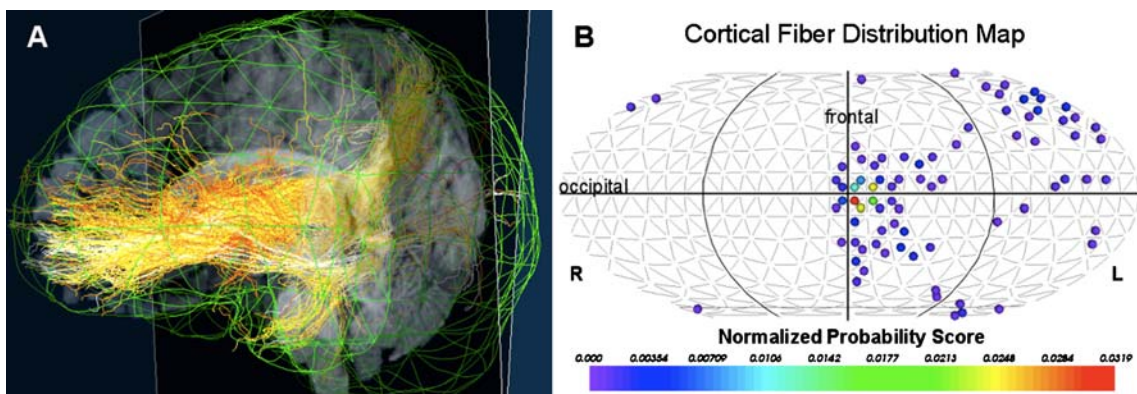 A
B
Cortical Fiber Distribution Map
frontal
occipital
R
L
Normalized Probability Score
0.000 0.00354 0.00709 0.0106 0.0142 0.0177 0.0213 0.0248 0.0284 0.0319